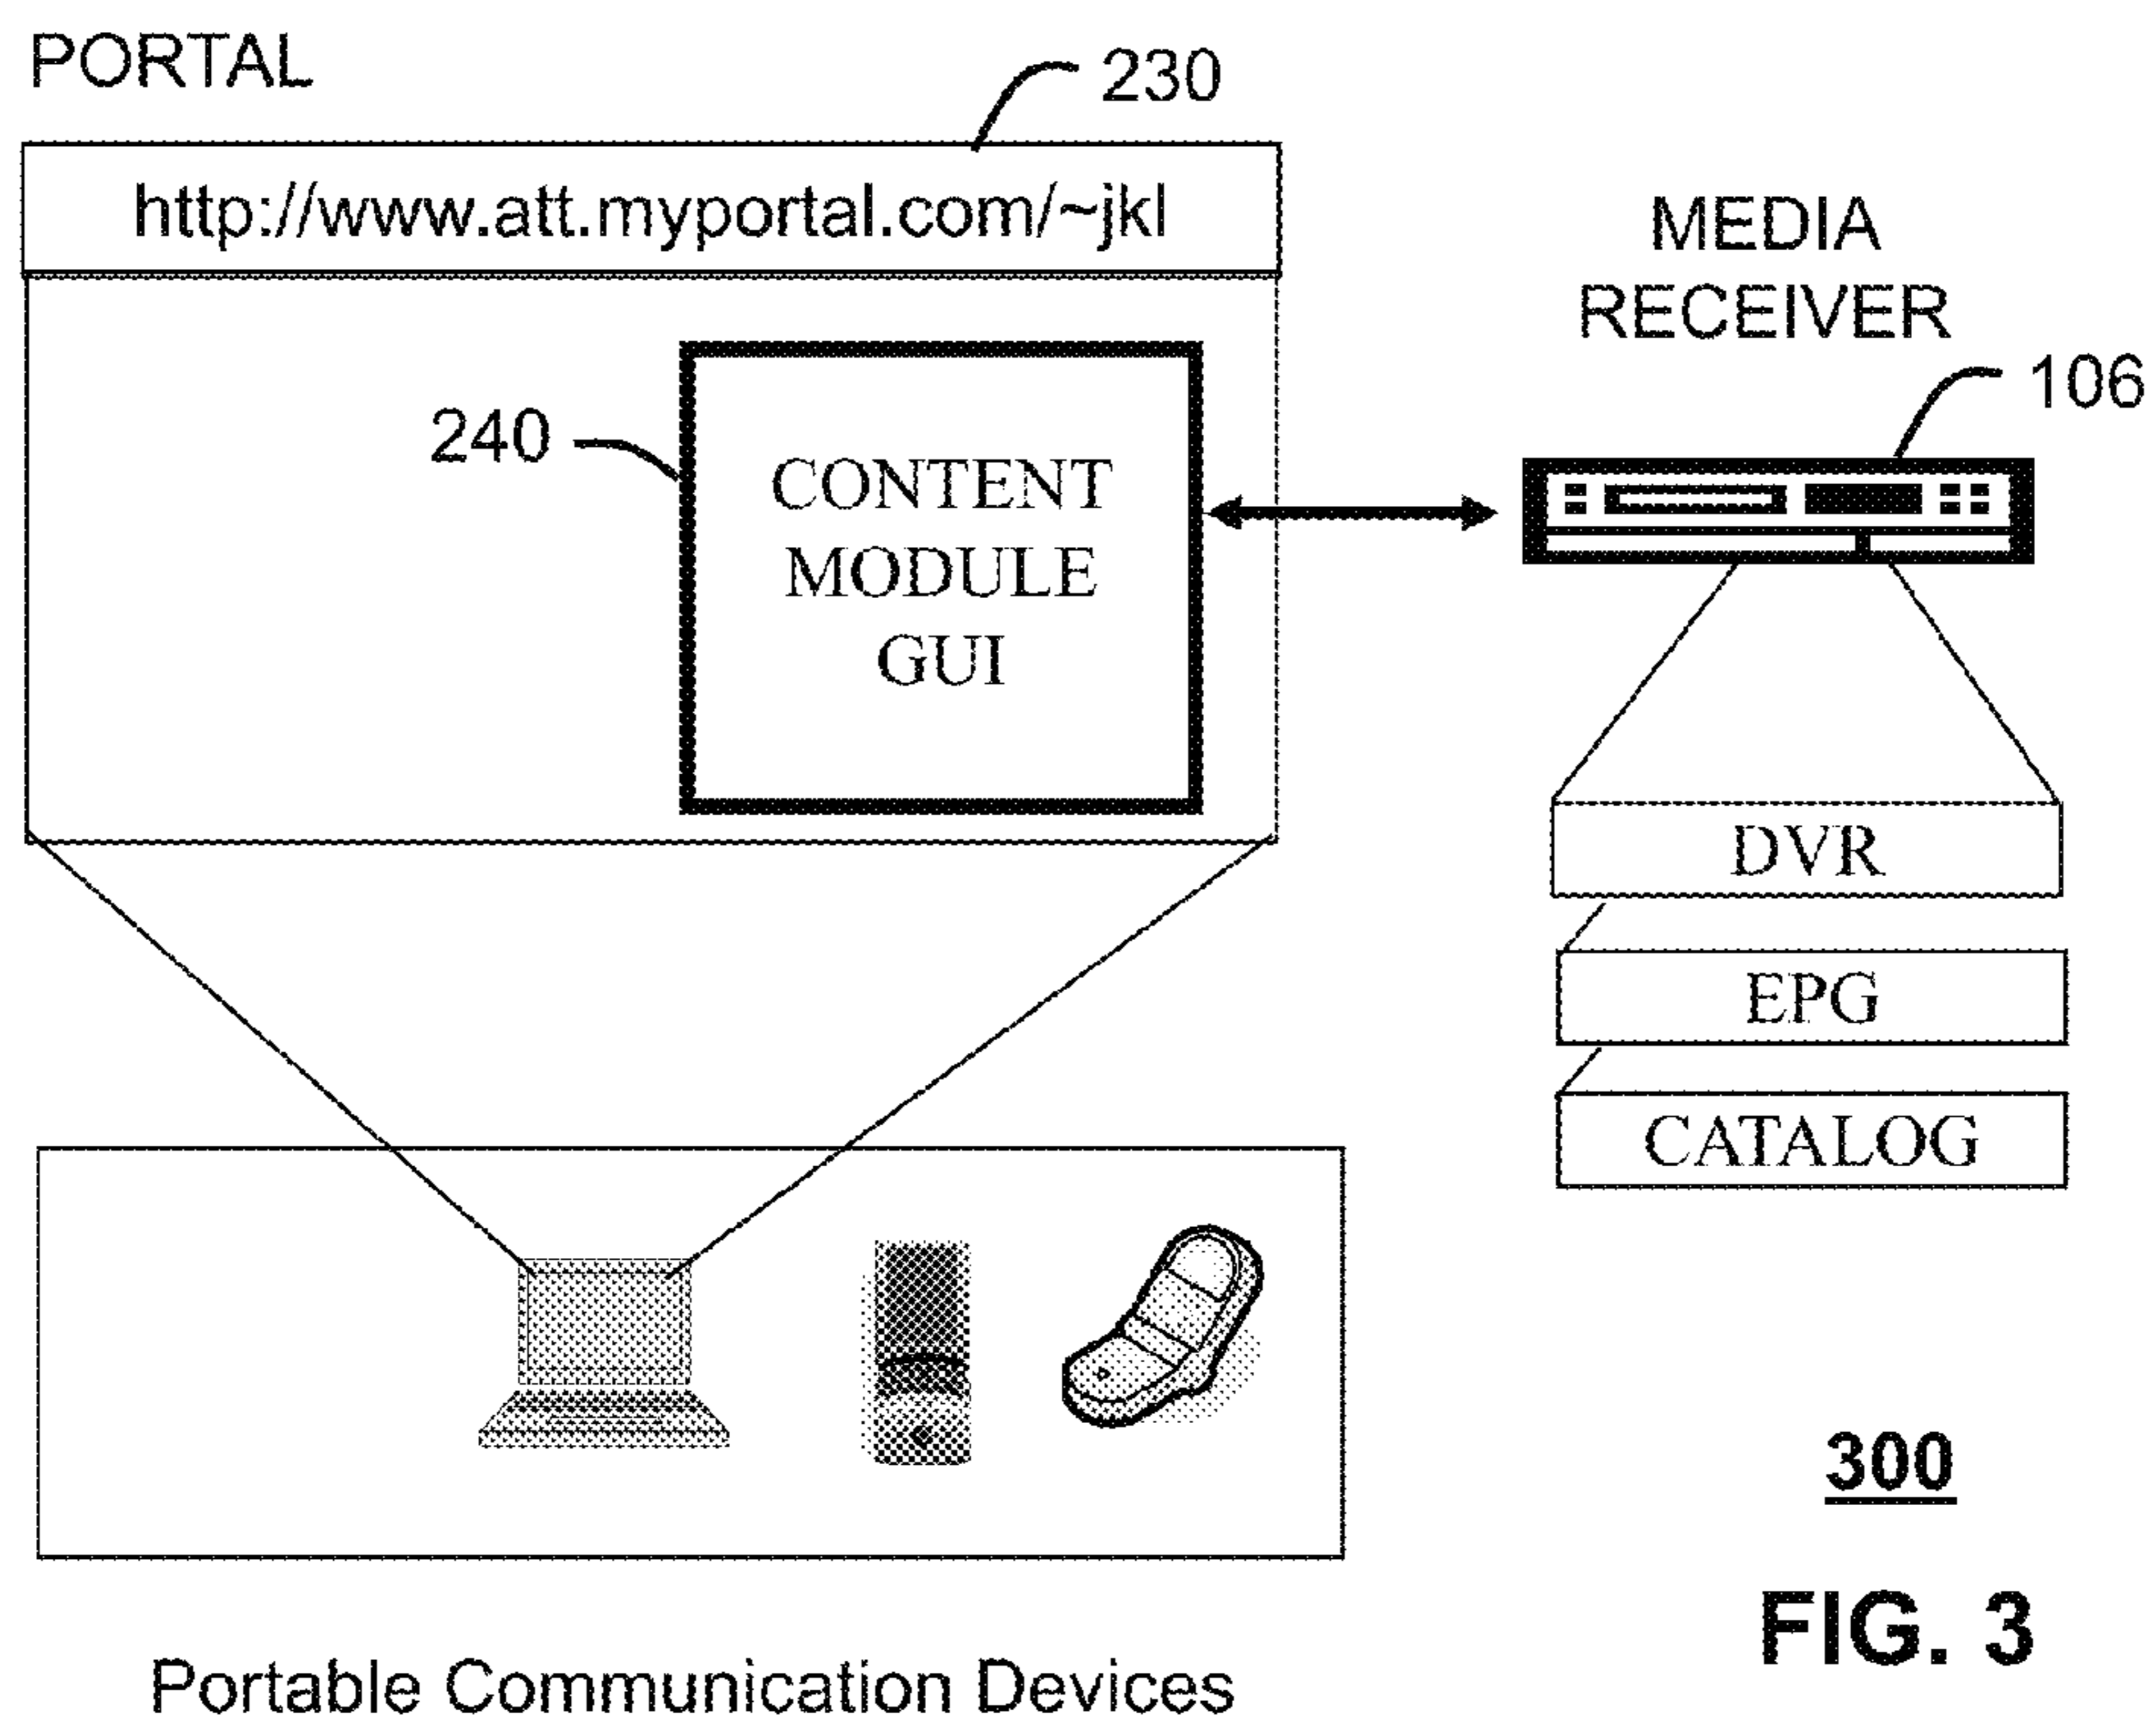 PORTAL
230
http://www.att.myportal.com/~jkl
MEDIA
RECEIVER
106
240
CONTENT
MODULE
GUI
DVR
EPG
CATALOG
300
FIG. 3
Portable Communication Devices